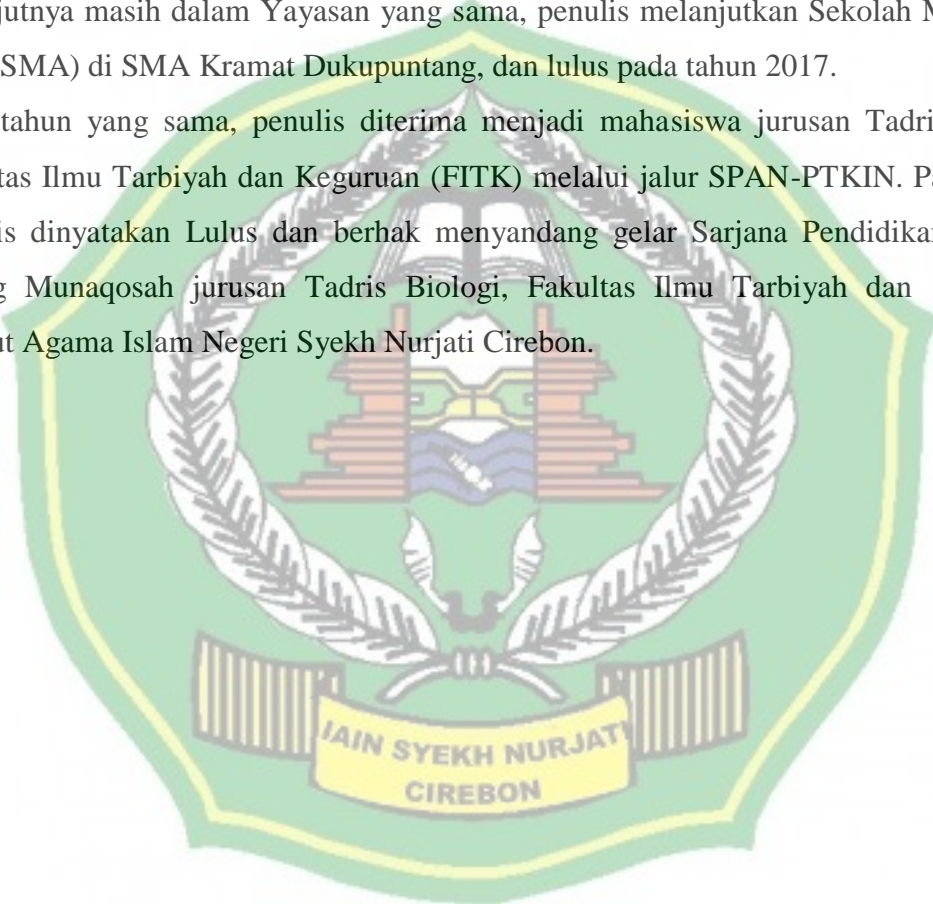 jutnya masih dalam Yayasan yang sama, penulis melanjutkan Sekolah M
SMA) di SMA Kramat Dukupuntang, dan lulus pada tahun 2017.
tahun yang sama, penulis diterima menjadi mahasiswa jurusan Tadri
tas Ilmu Tarbiyah dan Keguruan (FITK) melalui jalur SPAN-PTKIN. Pa
is dinyatakan Lulus dan berhak menyandang gelar Sarjana Pendidikan
g Munaqosah jurusan Tadris Biologi, Fakultas Ilmu Tarbiyah dan
ut Agama Islam Negeri Syekh Nurjati Cirebon.
IAIN SYEKH NURJATI
CIREBON